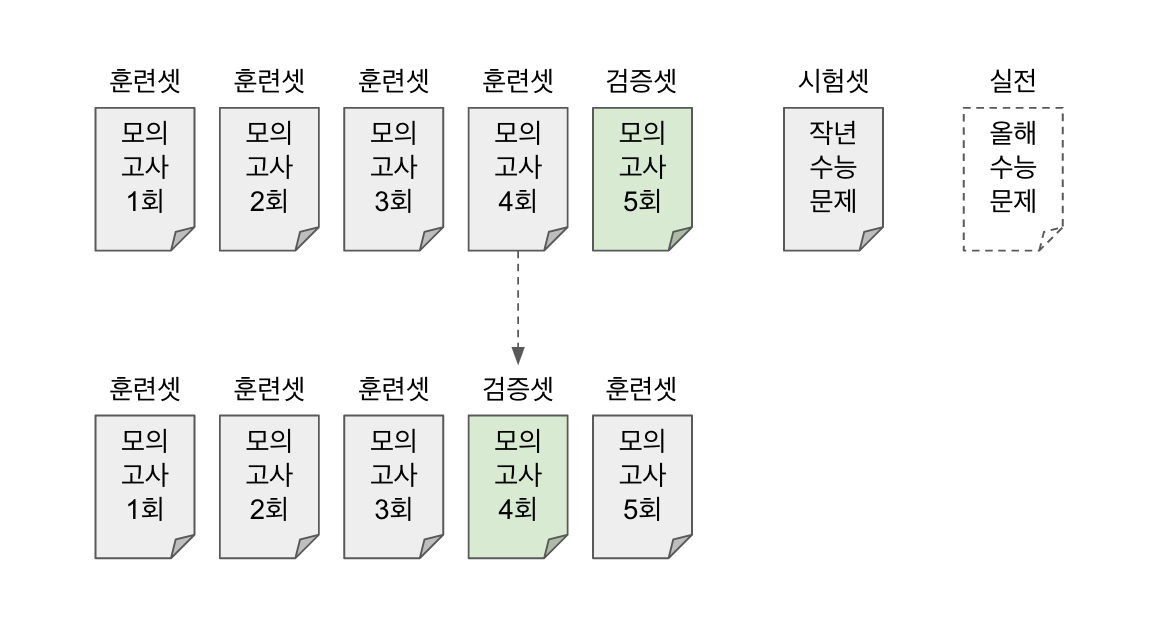 훈련셋 훈련셋 훈련셋 훈련셋 검증셋 시험셋 실전
모의 모의 모의 모의 모의 작년 올해
고사 고사 고사 고사 고사 수능 수능
1회 2회 3회 4회 5회 문제 문제
훈련셋 훈련셋 훈련셋 검증셋 훈련셋
모의 모의 모의 모의 모의
고사 고사 고사 고사 고사
1회 2회 3회 4회 5회